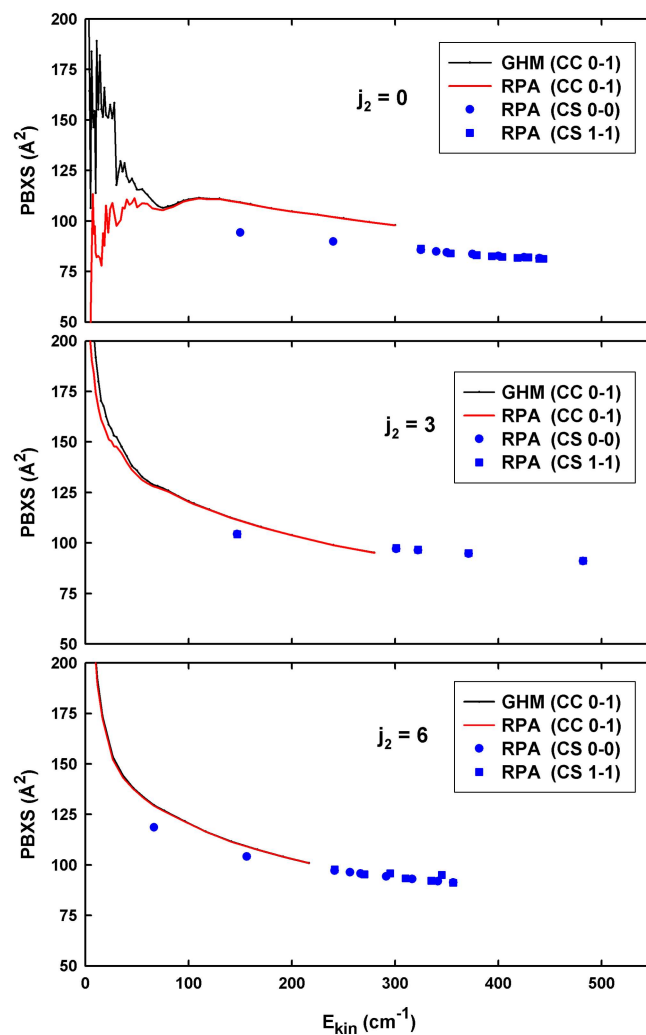 200
175
150
125
100
75
50
PBXS (Å²)
j₂ = 0
GHM (CC 0-1)
RPA (CC 0-1)
RPA (CS 0-0)
RPA (CS 1-1)
200
175
150
125
100
75
50
PBXS (Å²)
j₂ = 3
GHM (CC 0-1)
RPA (CC 0-1)
RPA (CS 0-0)
RPA (CS 1-1)
200
175
150
125
100
75
50
PBXS (Å²)
j₂ = 6
GHM (CC 0-1)
RPA (CC 0-1)
RPA (CS 0-0)
RPA (CS 1-1)
0 100 200 300 400 500
Eₖᵢₙ (cm⁻¹)